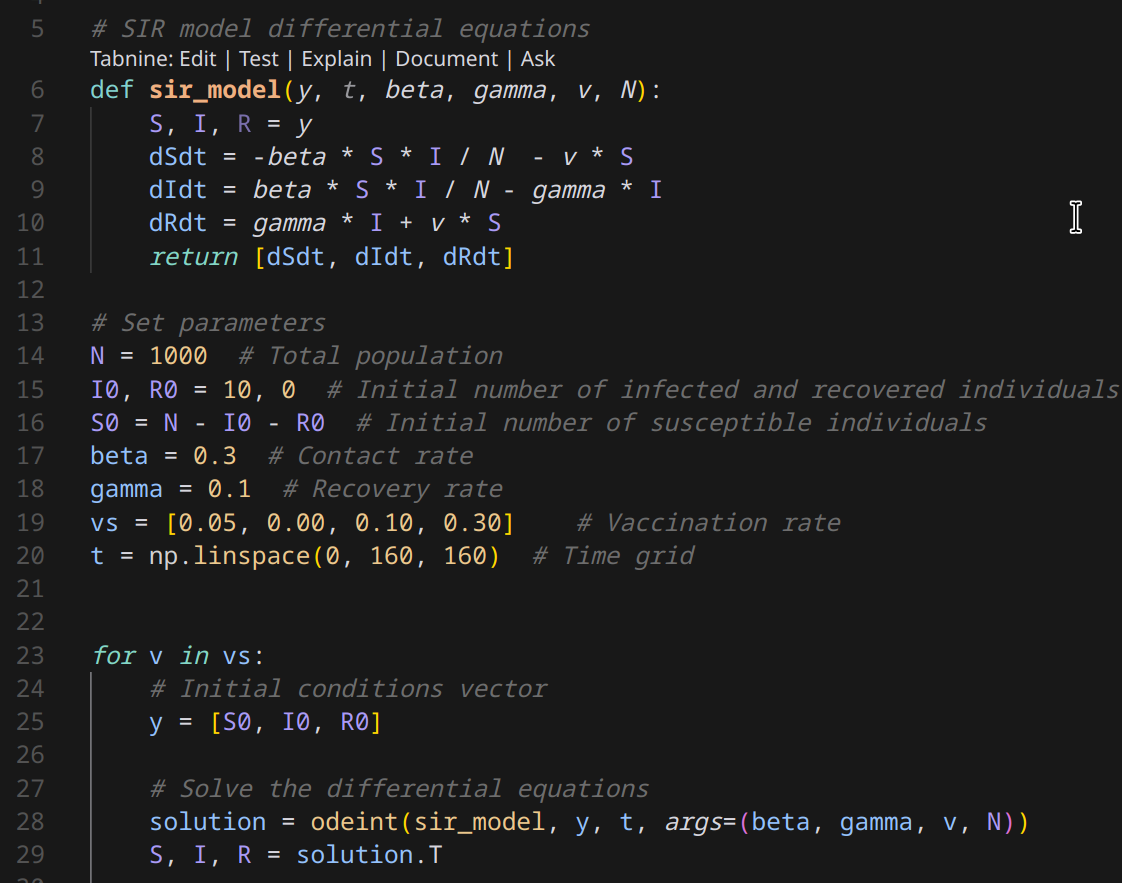 5 # SIR model differential equations
Tabnine: Edit | Test | Explain | Document | Ask
6 def sir_model(y, t, beta, gamma, v, N):
7     S, I, R = y
8     dSdt = -beta * S * I / N  - v * S
9     dIdt = beta * S * I / N - gamma * I
10     dRdt = gamma * I + v * S
11     return [dSdt, dIdt, dRdt]
12
13 # Set parameters
14 N = 1000  # Total population
15 I0, R0 = 10, 0  # Initial number of infected and recovered individuals
16 S0 = N - I0 - R0  # Initial number of susceptible individuals
17 beta = 0.3  # Contact rate
18 gamma = 0.1  # Recovery rate
19 vs = [0.05, 0.00, 0.10, 0.30]    # Vaccination rate
20 t = np.linspace(0, 160, 160)  # Time grid
21
22
23 for v in vs:
24     # Initial conditions vector
25     y = [S0, I0, R0]
26
27     # Solve the differential equations
28     solution = odeint(sir_model, y, t, args=(beta, gamma, v, N))
29     S, I, R = solution.T